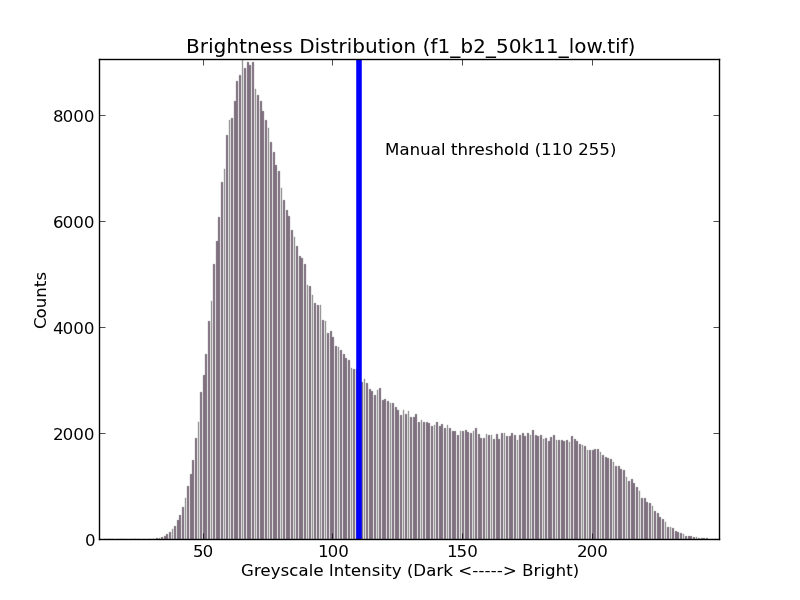 Brightness Distribution (f1_b2_50k11_low.tif)
Manual threshold (110 255)
8000
6000
4000
2000
0
Counts
50
100
150
200
Greyscale Intensity (Dark <-----> Bright)